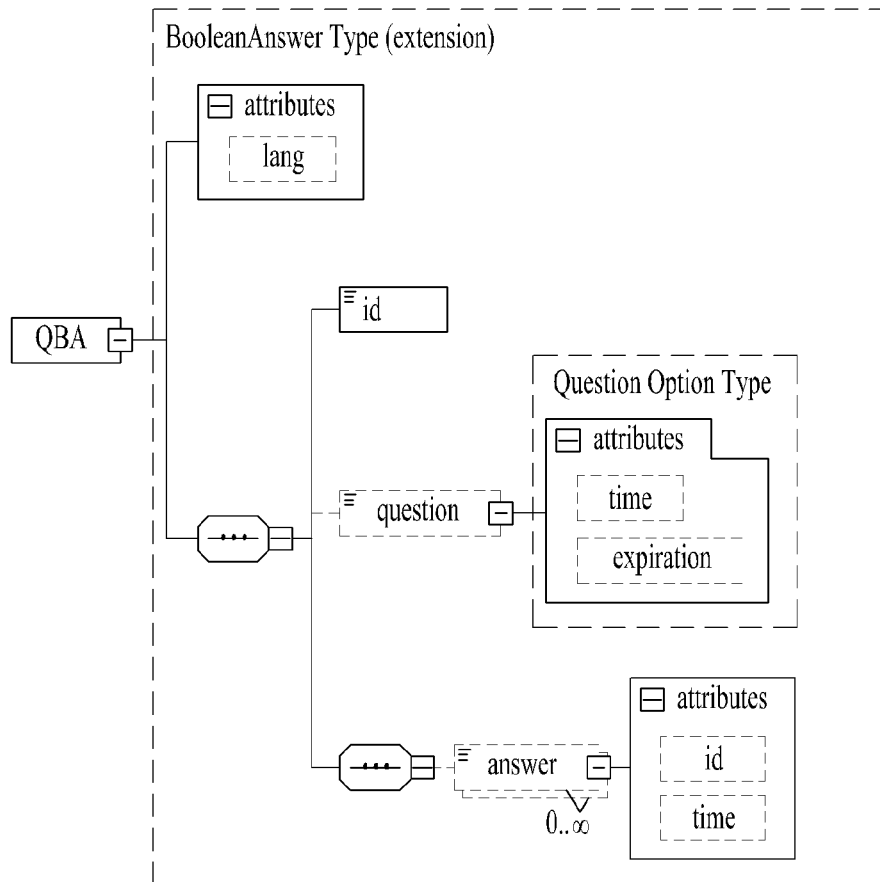 BooleanAnswer Type (extension)
attributes
lang
QBA
id
Question Option Type
attributes
time
question
expiration
attributes
id
answer
time
0..∞